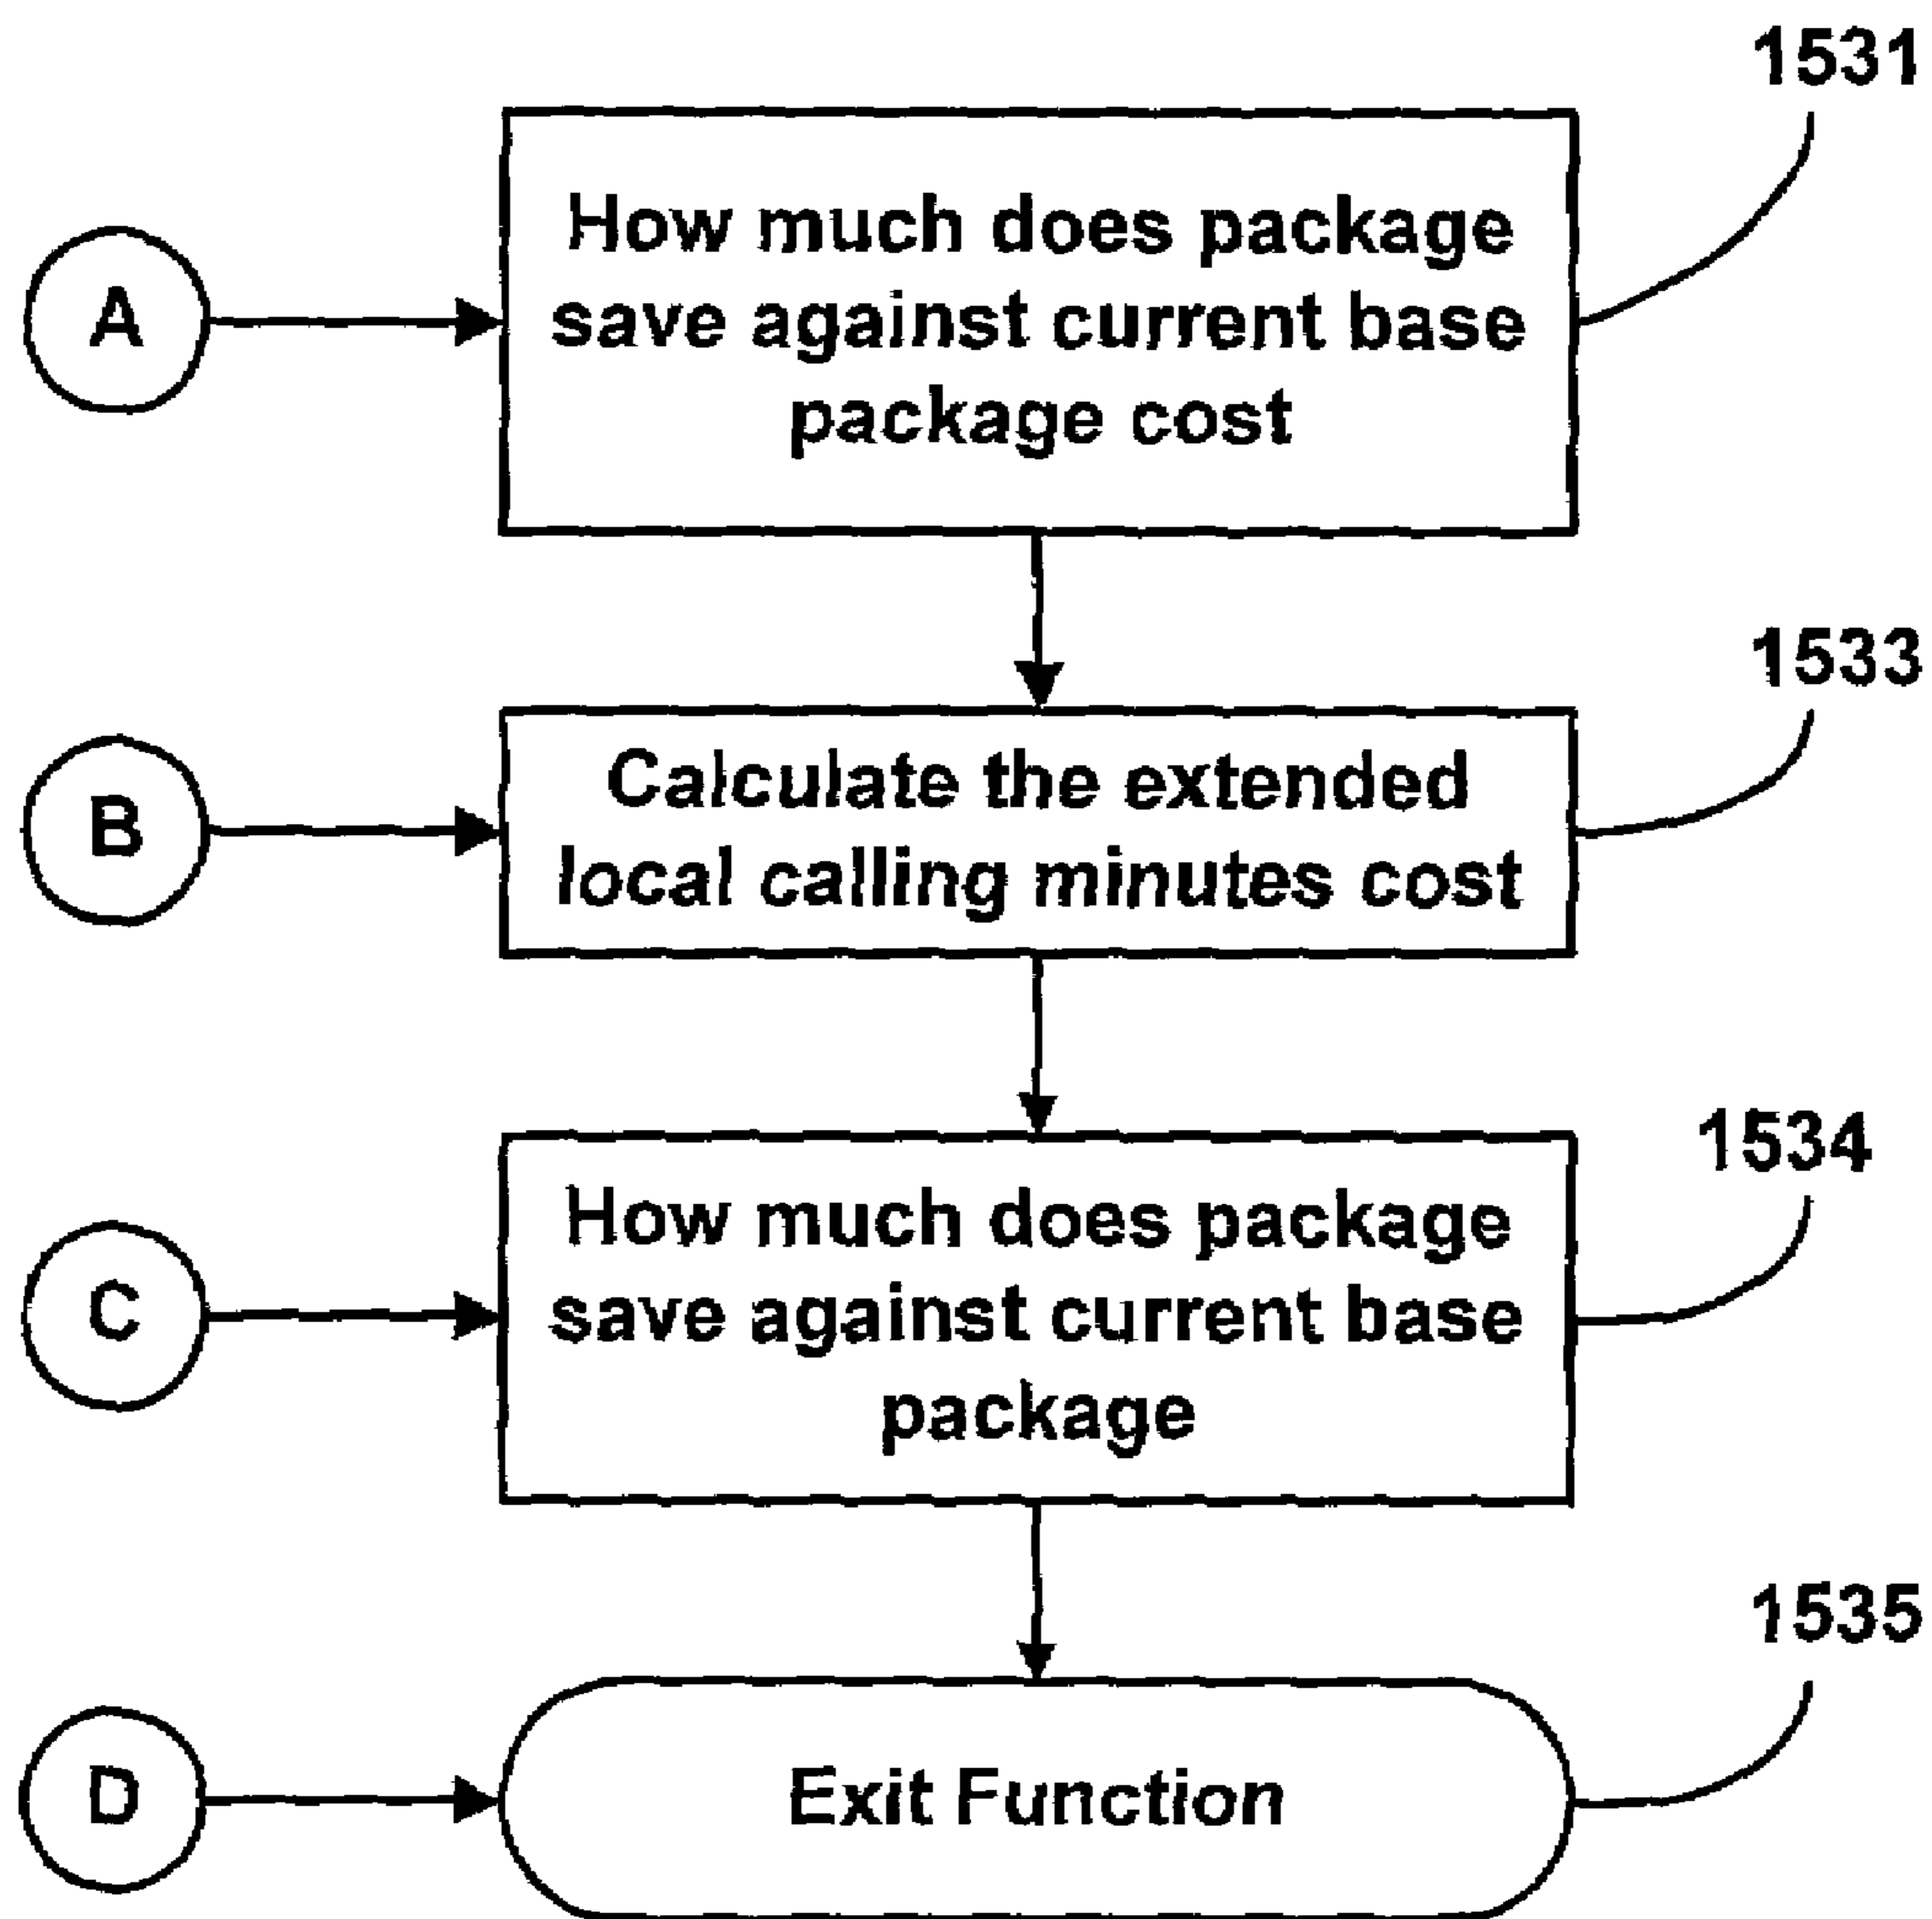 1531
How much does package
save against current base
package cost
A
1533
Calculate the extended
local calling minutes cost
B
1534
How much does package
save against current base
package
C
1535
Exit Function
D